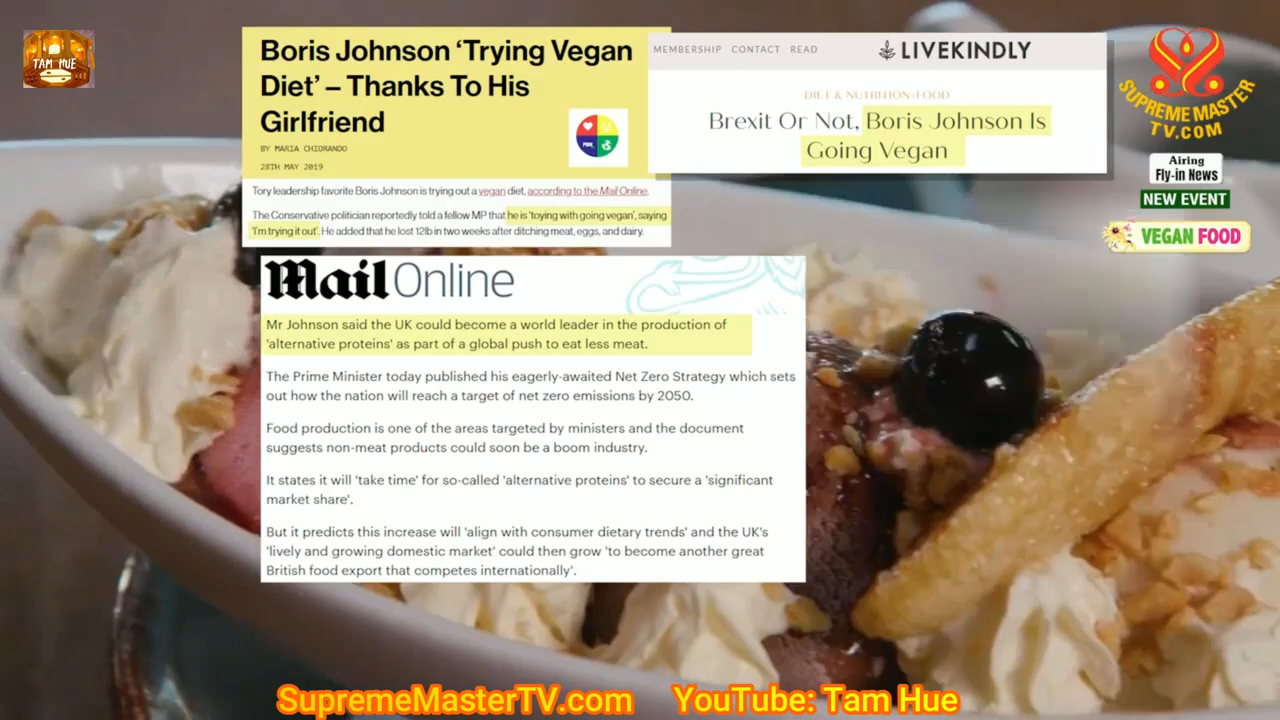 TAM HUE
Boris Johnson ‘Trying Vegan
Diet’ – Thanks To His
Girlfriend
BY MARIA CHIORANDO
28TH MAY 2019
Tory leadership favorite Boris Johnson is trying out a vegan diet, according to the Mail Online.
The Conservative politician reportedly told a fellow MP that he is 'toying with going vegan', saying
'I'm trying it out'. He added that he lost 12lb in two weeks after ditching meat, eggs, and dairy.
MEMBERSHIP CONTACT READ
LIVEKINDLY
DIET & NUTRITION·FOOD
Brexit Or Not, Boris Johnson Is
Going Vegan
SUPREME MASTER
TV.COM
Airing
Fly-in News
NEW EVENT
VEGAN FOOD
Mail Online
Mr Johnson said the UK could become a world leader in the production of
'alternative proteins' as part of a global push to eat less meat.
The Prime Minister today published his eagerly-awaited Net Zero Strategy which sets
out how the nation will reach a target of net zero emissions by 2050.
Food production is one of the areas targeted by ministers and the document
suggests non-meat products could soon be a boom industry.
It states it will 'take time' for so-called 'alternative proteins' to secure a 'significant
market share'.
But it predicts this increase will 'align with consumer dietary trends' and the UK's
'lively and growing domestic market' could then grow 'to become another great
British food export that competes internationally'.
SupremeMasterTV.com YouTube: Tam Hue